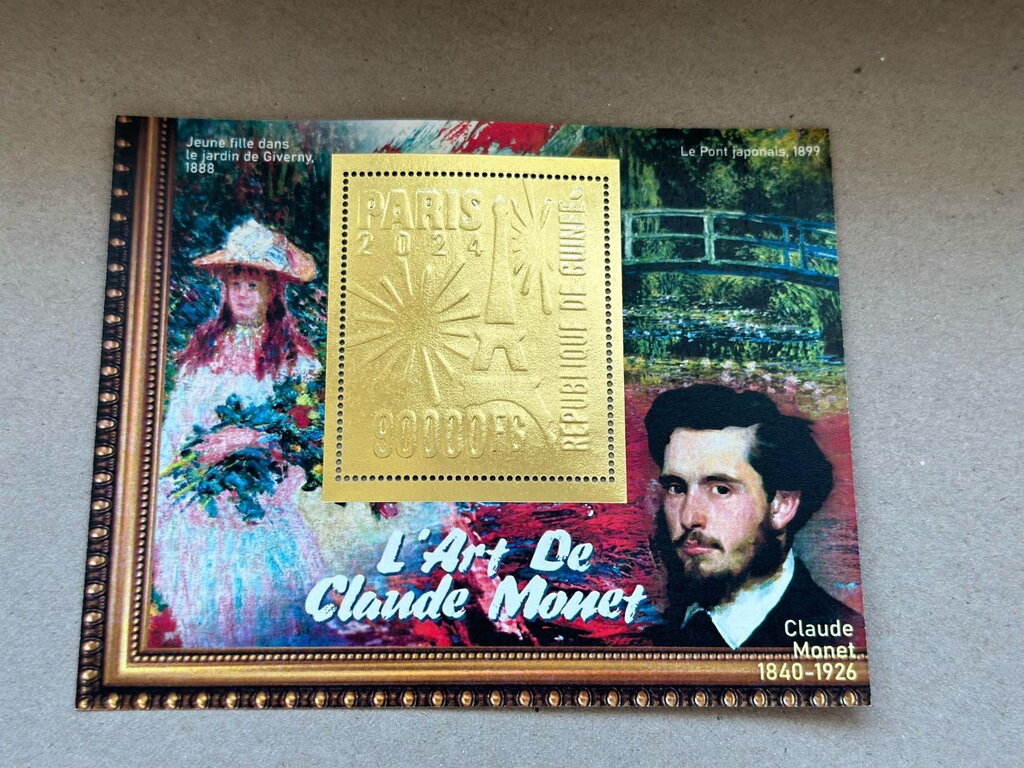 Jeune fille dans
le jardin de Giverny,
1888
Le Pont japonais, 1899
PARIS
2024
RÉPUBLIQUE DE GUINÉE
90000FG
L'Art De
Claude Monet
Claude
Monet,
1840-1926